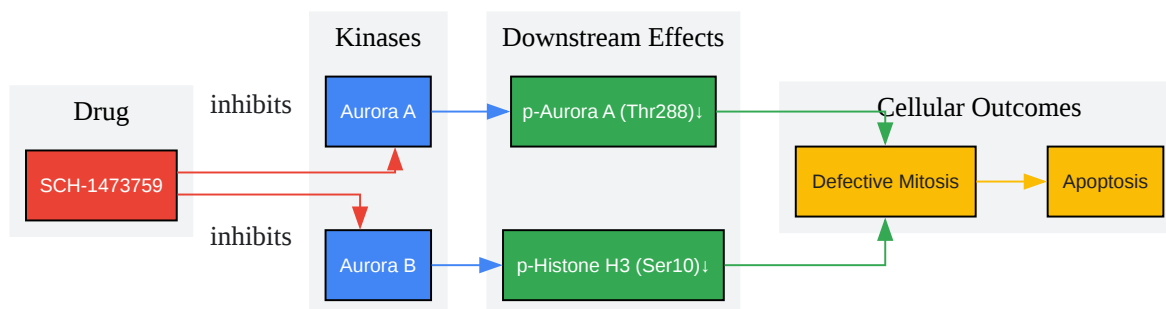 Drug
SCH-1473759
inhibits
inhibits
Kinases
Aurora A
Aurora B
Downstream Effects
p-Aurora A (Thr288)↓
p-Histone H3 (Ser10)↓
Cellular Outcomes
Defective Mitosis
Apoptosis